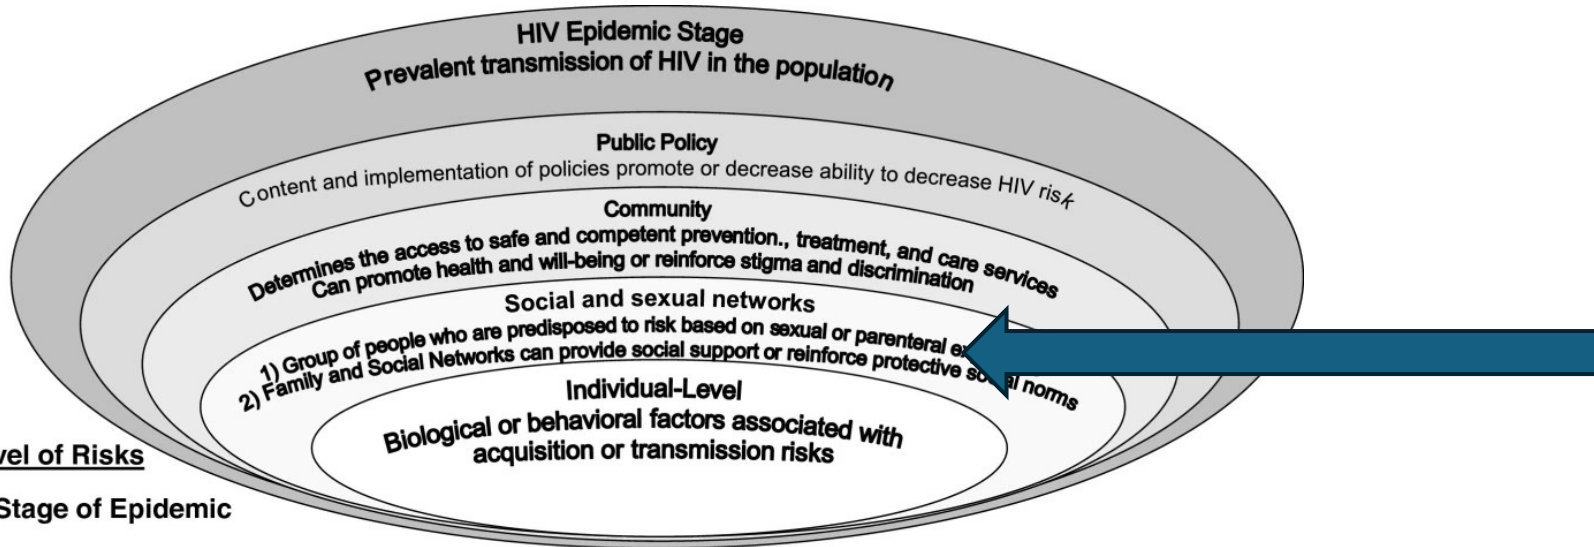 HIV Epidemic Stage
Prevalent transmission of HIV in the population
Public Policy
Content and implementation of policies promote or decrease ability to decrease HIV risk
Community
Determines the access to safe and competent prevention., treatment, and care services
Can promote health and will-being or reinforce stigma and discrimination
Social and sexual networks
1) Group of people who are predisposed to risk based on sexual or parenteral
2) Family and Social Networks can provide social support or reinforce protective norms
Individual-Level
Biological or behavioral factors associated with
acquisition or transmission risks
of Risks
Stage of Epidemic